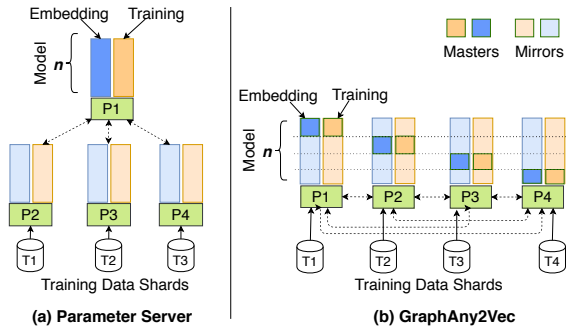 Embedding Training
Model
n
P1
P2 P3 P4
T1 T2 T3
Training Data Shards
(a) Parameter Server
Masters Mirrors
Embedding Training
Model
n
P1 P2 P3 P4
T1 T2 T3 T4
Training Data Shards
(b) GraphAny2Vec